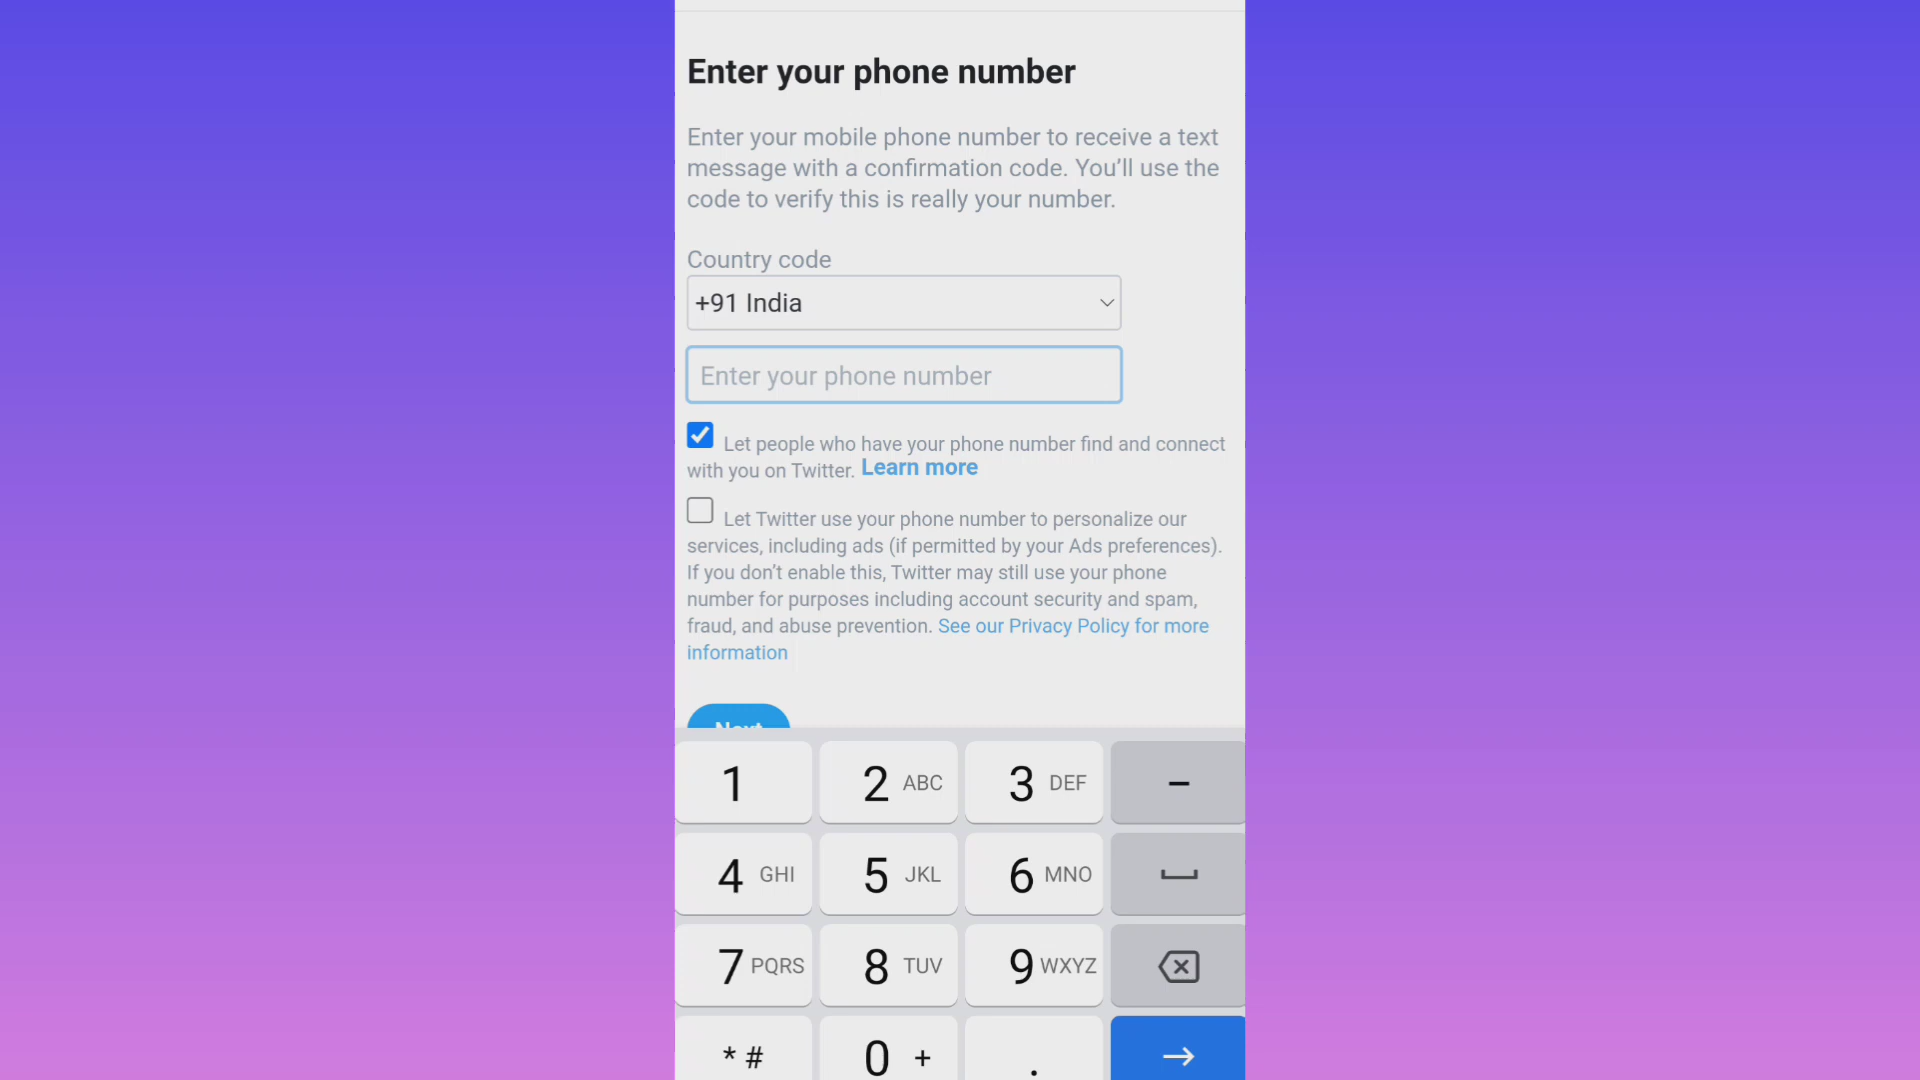 Enter your phone number
Enter your mobile phone number to receive a text
message with a confirmation code. You’ll use the
code to verify this is really your number.
Country code
+91 India
Enter your phone number
Let people who have your phone number find and connect
with you on Twitter. Learn more
Let Twitter use your phone number to personalize our
services, including ads (if permitted by your Ads preferences).
If you don’t enable this, Twitter may still use your phone
number for purposes including account security and spam,
fraud, and abuse prevention. See our Privacy Policy for more
information
Next
1 2 ABC 3 DEF –
4 GHI 5 JKL 6 MNO
7 PQRS 8 TUV 9 WXYZ
* # 0 + .